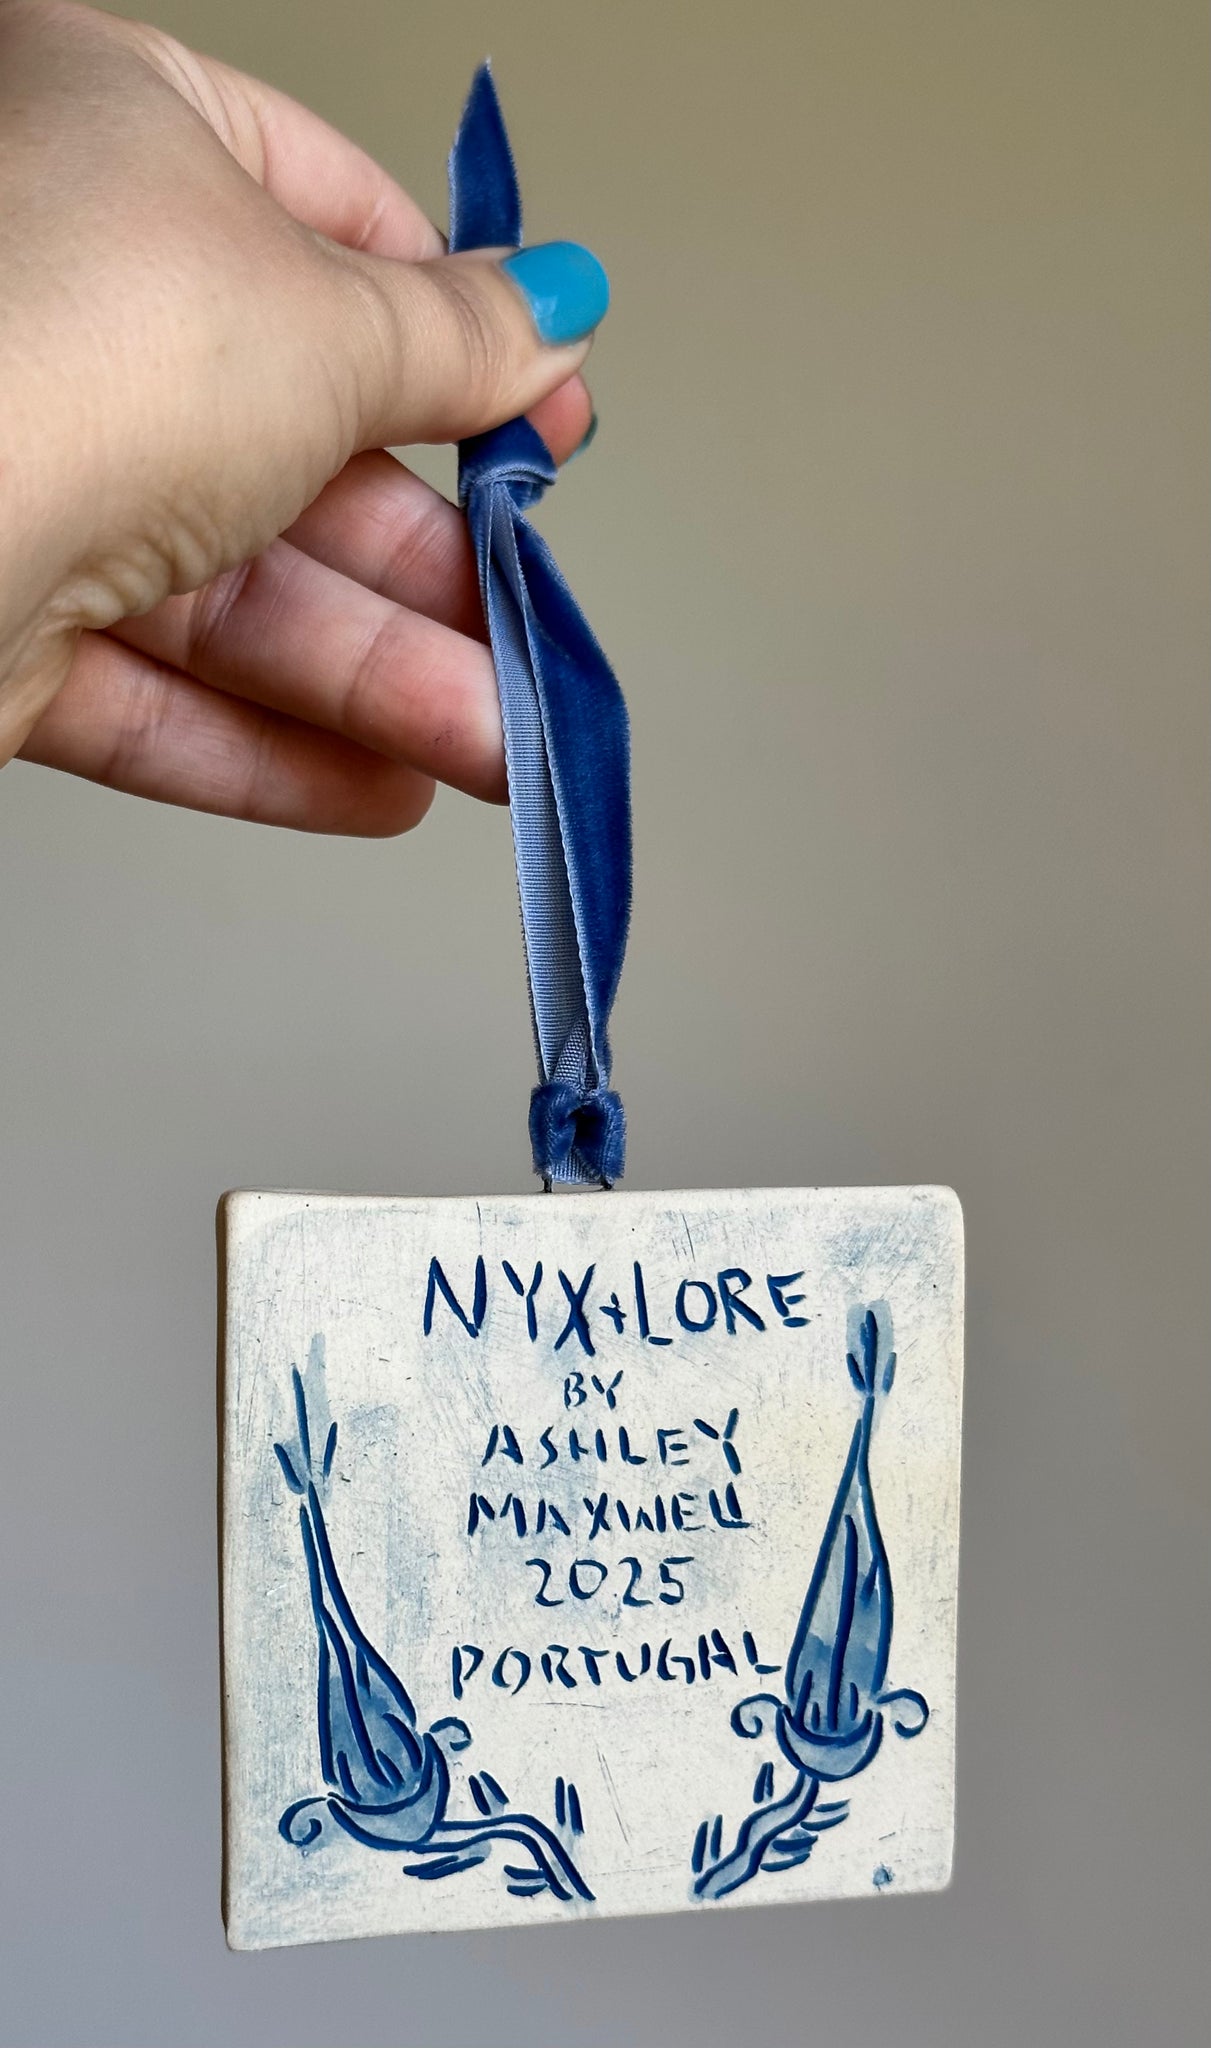 NYX+LORE
BY
ASHLEY
MAXWELL
2025
PORTUGAL